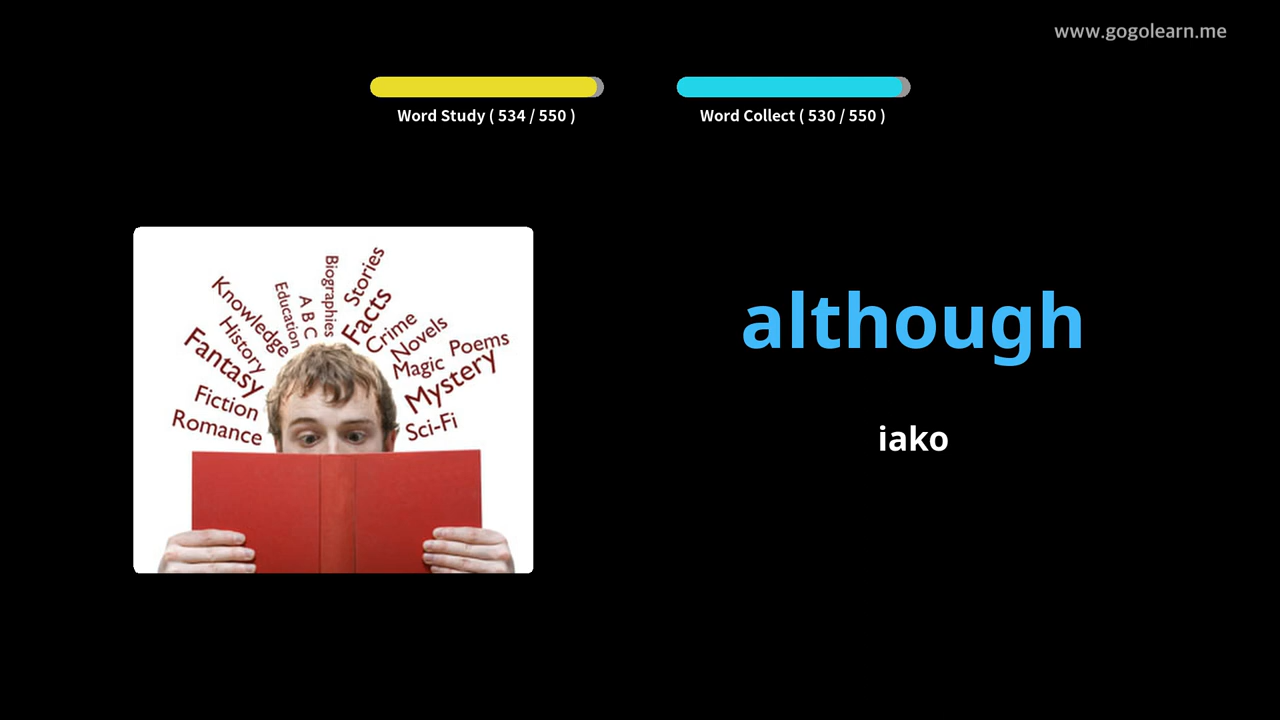 www.gogolearn.me
Word Study ( 534 / 550 )
Word Collect ( 530 / 550 )
Knowledge
Education
A B C
Biographies
Stories
Facts
Crime
Novels
Poems
Magic
Mystery
Sci-Fi
History
Fantasy
Fiction
Romance
although
iako